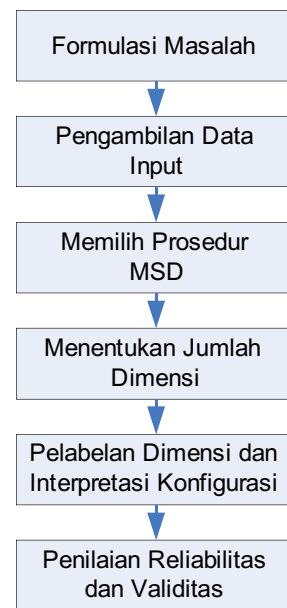 Formulasi Masalah
Pengambilan Data
Input
Memilih Prosedur
MSD
Menentukan Jumlah
Dimensi
Pelabelan Dimensi dan
Interpretasi Konfigurasi
Penilaian Reliabilitas
dan Validitas